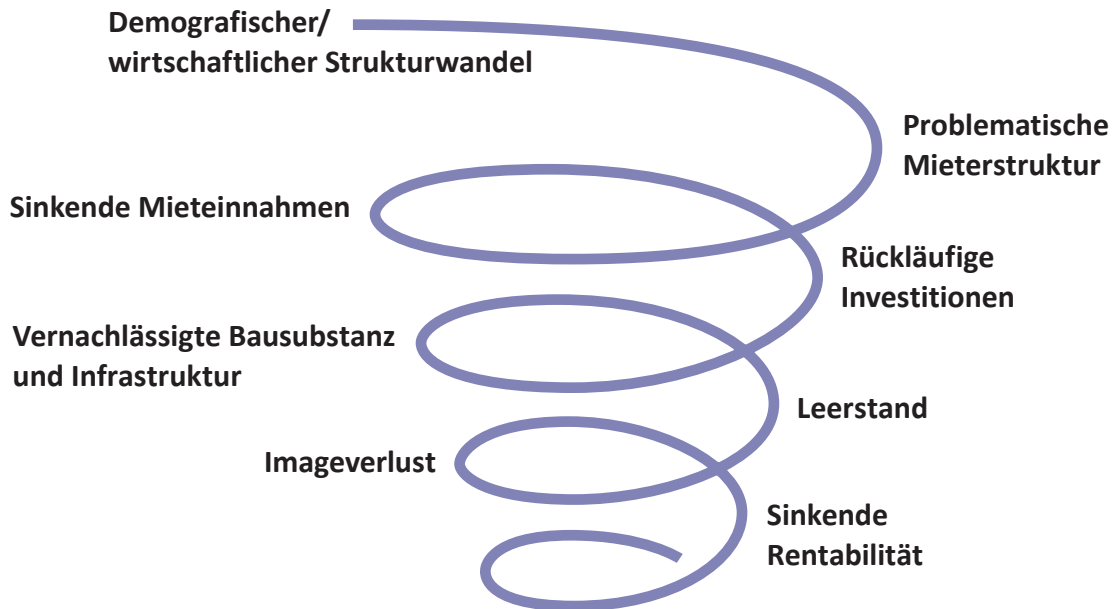 Demografischer/
wirtschaftlicher Strukturwandel
Problematische
Mieterstruktur
Sinkende Mieteinnahmen
Rückläufige
Investitionen
Vernachlässigte Bausubstanz
und Infrastruktur
Leerstand
Imageverlust
Sinkende
Rentabilität